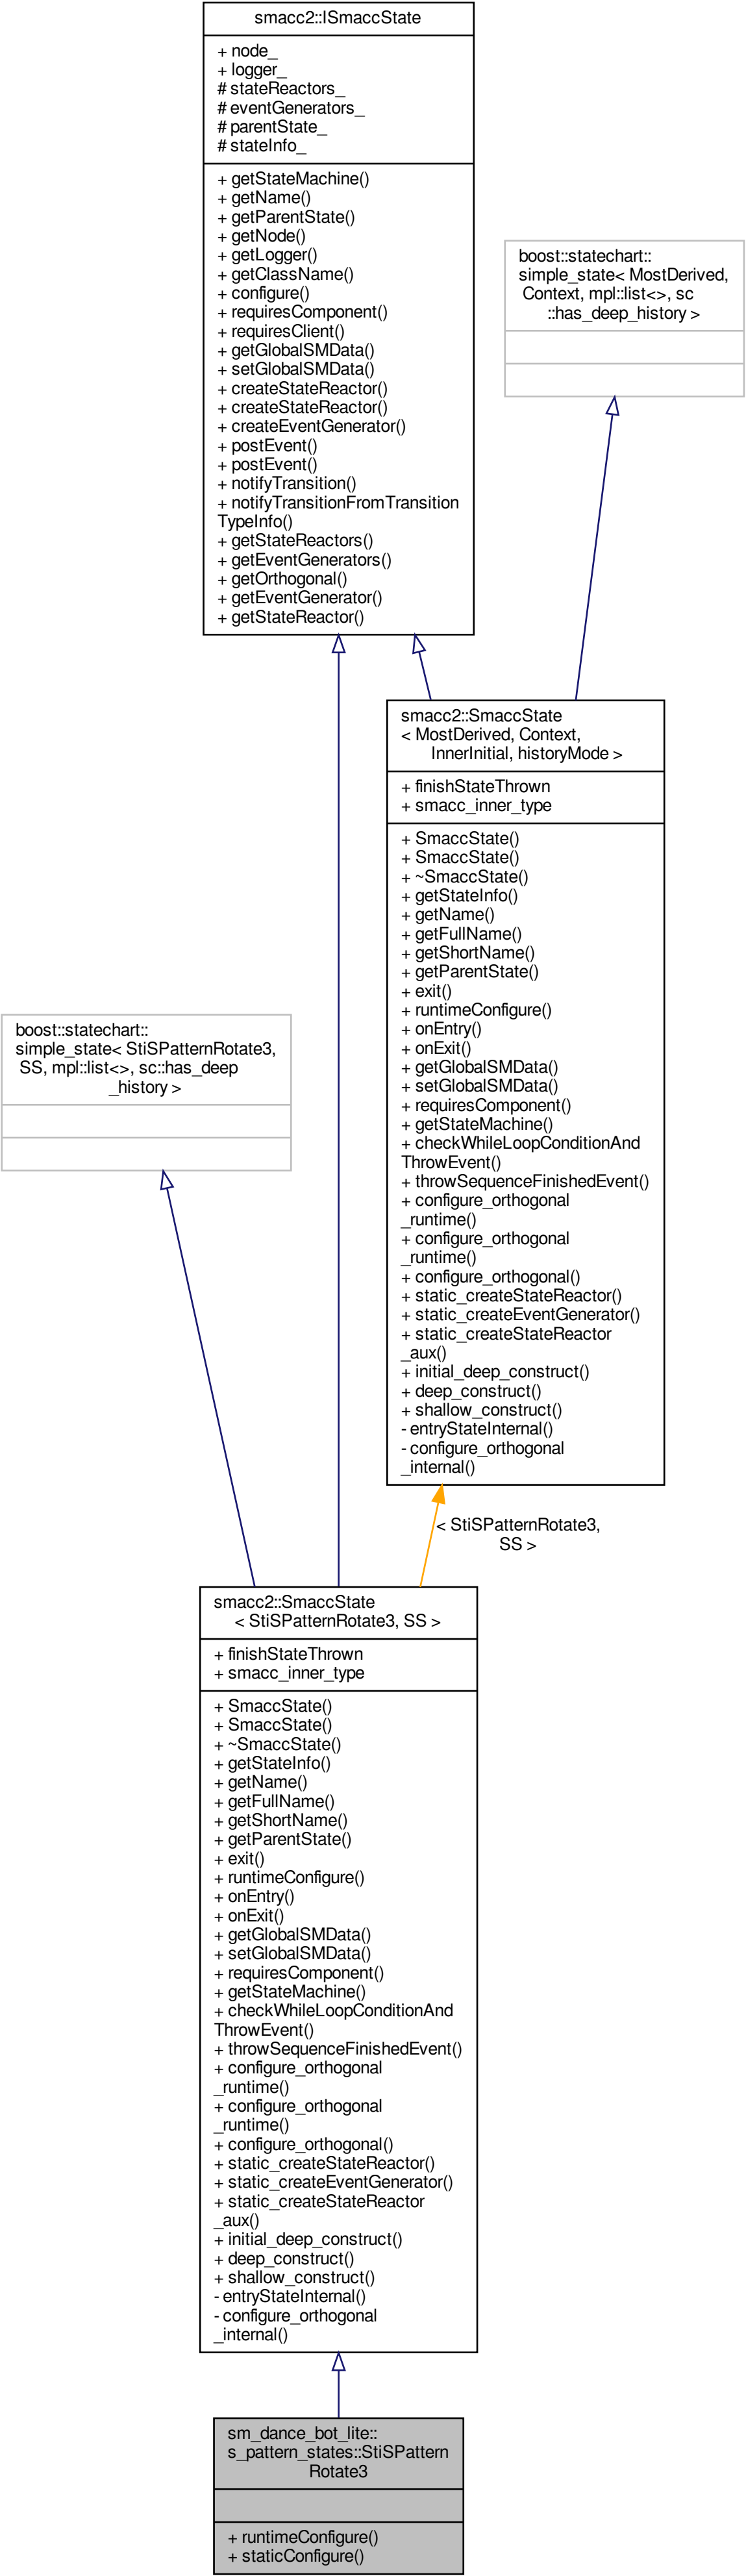 smacc2::ISmaccState
+ node_
+ logger_
# stateReactors_
# eventGenerators_
# parentState_
# stateInfo_
+ getStateMachine()
+ getName()
+ getParentState()
+ getNode()
+ getLogger()
+ getClassName()
+ configure()
+ requiresComponent()
+ requiresClient()
+ getGlobalSMData()
+ setGlobalSMData()
+ createStateReactor()
+ createStateReactor()
+ createEventGenerator()
+ postEvent()
+ postEvent()
+ notifyTransition()
+ notifyTransitionFromTransition
TypeInfo()
+ getStateReactors()
+ getEventGenerators()
+ getOrthogonal()
+ getEventGenerator()
+ getStateReactor()
boost::statechart::
simple_state< MostDerived,
Context, mpl::list<>, sc
::has_deep_history >
smacc2::SmaccState
< MostDerived, Context,
InnerInitial, historyMode >
+ finishStateThrown
+ smacc_inner_type
+ SmaccState()
+ SmaccState()
+ ~SmaccState()
+ getStateInfo()
+ getName()
+ getFullName()
+ getShortName()
+ getParentState()
+ exit()
+ runtimeConfigure()
+ onEntry()
+ onExit()
+ getGlobalSMData()
+ setGlobalSMData()
+ requiresComponent()
+ getStateMachine()
+ checkWhileLoopConditionAnd
ThrowEvent()
+ throwSequenceFinishedEvent()
+ configure_orthogonal
_runtime()
+ configure_orthogonal
_runtime()
+ configure_orthogonal()
+ static_createStateReactor()
+ static_createEventGenerator()
+ static_createStateReactor
_aux()
+ initial_deep_construct()
+ deep_construct()
+ shallow_construct()
- entryStateInternal()
- configure_orthogonal
_internal()
boost::statechart::
simple_state< StiSPatternRotate3,
SS, mpl::list<>, sc::has_deep
_history >
< StiSPatternRotate3,
SS >
smacc2::SmaccState
< StiSPatternRotate3, SS >
+ finishStateThrown
+ smacc_inner_type
+ SmaccState()
+ SmaccState()
+ ~SmaccState()
+ getStateInfo()
+ getName()
+ getFullName()
+ getShortName()
+ getParentState()
+ exit()
+ runtimeConfigure()
+ onEntry()
+ onExit()
+ getGlobalSMData()
+ setGlobalSMData()
+ requiresComponent()
+ getStateMachine()
+ checkWhileLoopConditionAnd
ThrowEvent()
+ throwSequenceFinishedEvent()
+ configure_orthogonal
_runtime()
+ configure_orthogonal
_runtime()
+ configure_orthogonal()
+ static_createStateReactor()
+ static_createEventGenerator()
+ static_createStateReactor
_aux()
+ initial_deep_construct()
+ deep_construct()
+ shallow_construct()
- entryStateInternal()
- configure_orthogonal
_internal()
sm_dance_bot_lite::
s_pattern_states::StiSPattern
Rotate3
+ runtimeConfigure()
+ staticConfigure()